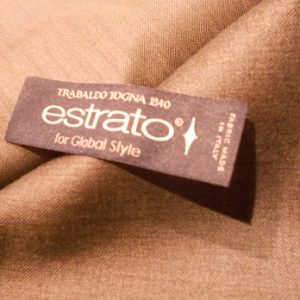 TRABALDO TOGNA 1840
estrato®
for Global Style
FABRIC MADE
IN ITALY